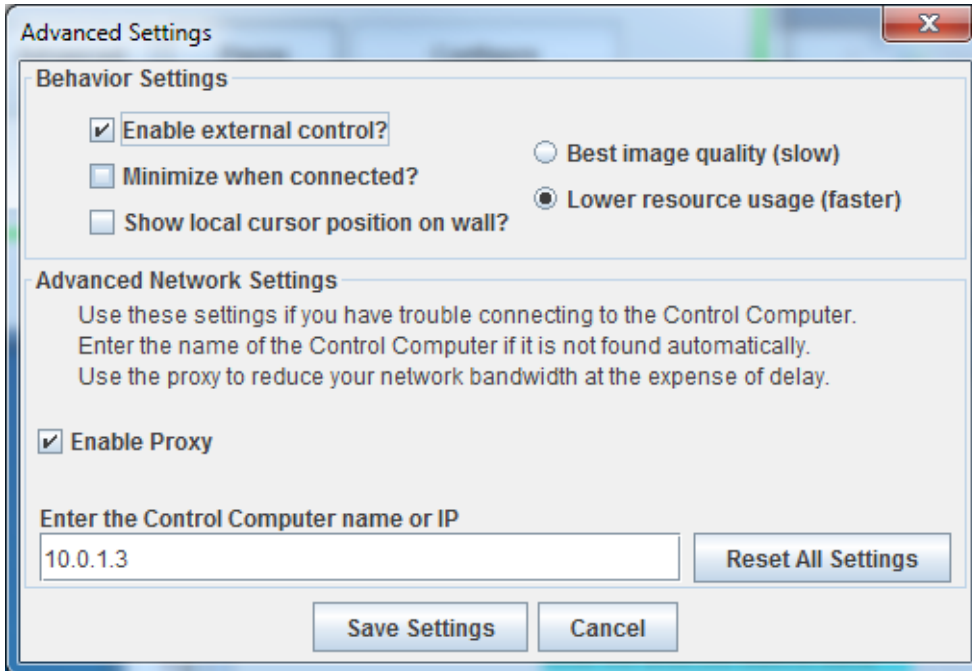 Advanced Settings
Behavior Settings
Enable external control?
Minimize when connected?
Show local cursor position on wall?
Best image quality (slow)
Lower resource usage (faster)
Advanced Network Settings
Use these settings if you have trouble connecting to the Control Computer.
Enter the name of the Control Computer if it is not found automatically.
Use the proxy to reduce your network bandwidth at the expense of delay.
Enable Proxy
Enter the Control Computer name or IP
10.0.1.3
Reset All Settings
Save Settings
Cancel